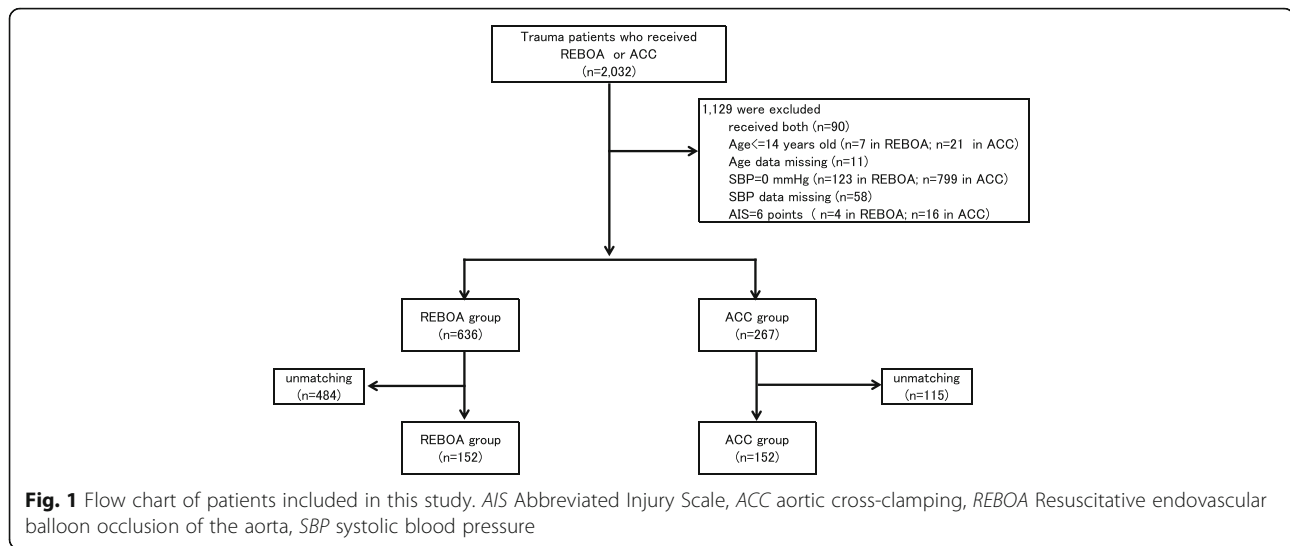 Trauma patients who received
REBOA or ACC
(n=2,032)
1,129 were excluded
received both (n=90)
Age<=14 years old (n=7 in REBOA; n=21 in ACC)
Age data missing (n=11)
SBP=0 mmHg (n=123 in REBOA; n=799 in ACC)
SBP data missing (n=58)
AIS=6 points ( n=4 in REBOA; n=16 in ACC)
REBOA group
(n=636)
ACC group
(n=267)
unmatching
(n=484)
unmatching
(n=115)
REBOA group
(n=152)
ACC group
(n=152)
Fig. 1 Flow chart of patients included in this study. AIS Abbreviated Injury Scale, ACC aortic cross-clamping, REBOA Resuscitative endovascular
balloon occlusion of the aorta, SBP systolic blood pressure